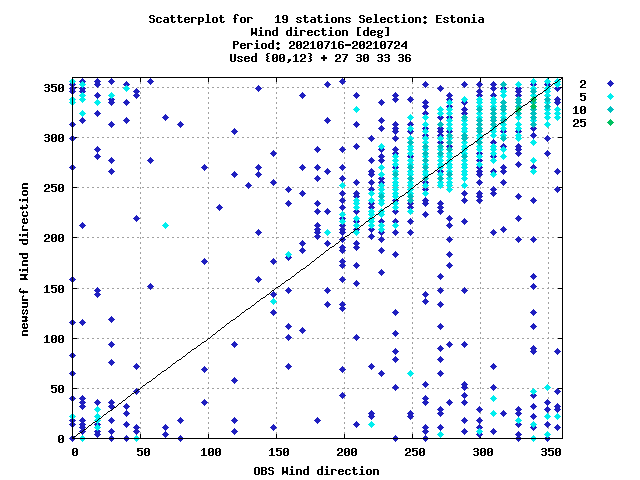 Scatterplot for   19 stations Selection: Estonia
Wind direction [deg]
Period: 20210716-20210724
Used {00,12} + 27 30 33 36
350
300
250
200
150
100
50
0
newsurf Wind direction
0 50 100 150 200 250 300 350
OBS Wind direction
2
5
10
25